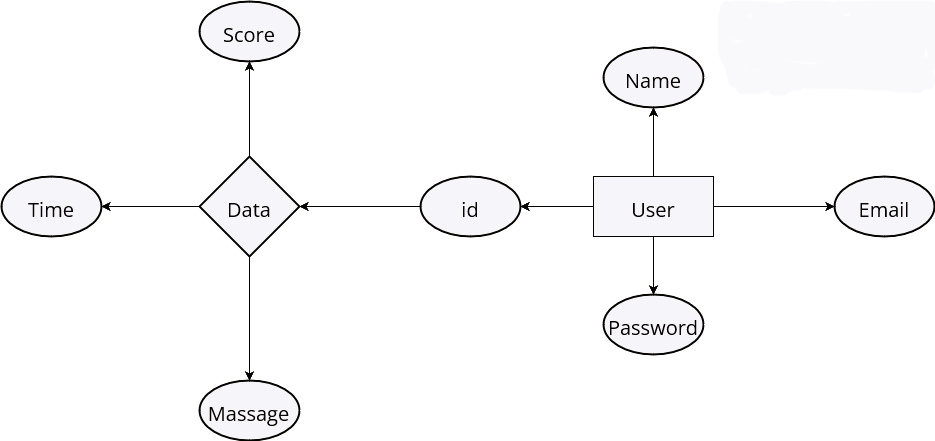 Score
Name
Time
Data
id
User
Email
Password
Massage